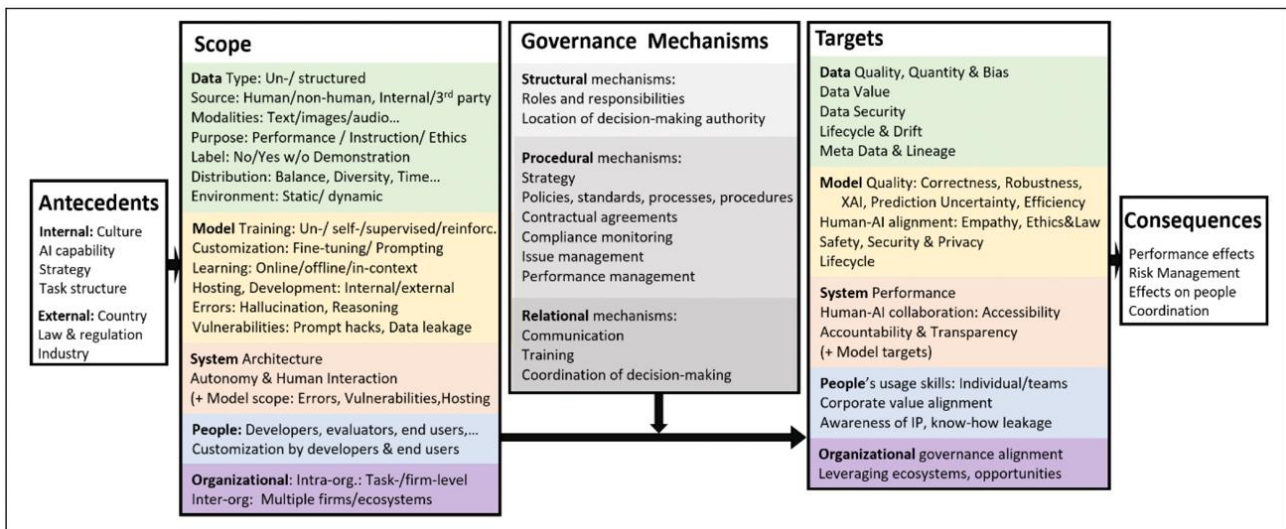 Antecedents
Internal: Culture
AI capability
Strategy
Task structure
External: Country
Law & regulation
Industry
Scope
Data Type: Un-/ structured
Source: Human/non-human, Internal/3rd party
Modalities: Text/images/audio...
Purpose: Performance / Instruction/ Ethics
Label: No/Yes w/o Demonstration
Distribution: Balance, Diversity, Time...
Environment: Static/ dynamic
Model Training: Un-/ self-/supervised/reinforc.
Customization: Fine-tuning/ Prompting
Learning: Online/offline/in-context
Hosting, Development: Internal/external
Errors: Hallucination, Reasoning
Vulnerabilities: Prompt hacks, Data leakage
System Architecture
Autonomy & Human Interaction
(+ Model scope: Errors, Vulnerabilities,Hosting
People: Developers, evaluators, end users,...
Customization by developers & end users
Organizational: Intra-org.: Task-/firm-level
Inter-org: Multiple firms/ecosystems
Governance Mechanisms
Structural mechanisms:
Roles and responsibilities
Location of decision-making authority
Procedural mechanisms:
Strategy
Policies, standards, processes, procedures
Contractual agreements
Compliance monitoring
Issue management
Performance management
Relational mechanisms:
Communication
Training
Coordination of decision-making
Targets
Data Quality, Quantity & Bias
Data Value
Data Security
Lifecycle & Drift
Meta Data & Lineage
Model Quality: Correctness, Robustness,
XAI, Prediction Uncertainty, Efficiency
Human-AI alignment: Empathy, Ethics&Law
Safety, Security & Privacy
Lifecycle
System Performance
Human-AI collaboration: Accessibility
Accountability & Transparency
(+ Model targets)
People's usage skills: Individual/teams
Corporate value alignment
Awareness of IP, know-how leakage
Organizational governance alignment
Leveraging ecosystems, opportunities
Consequences
Performance effects
Risk Management
Effects on people
Coordination